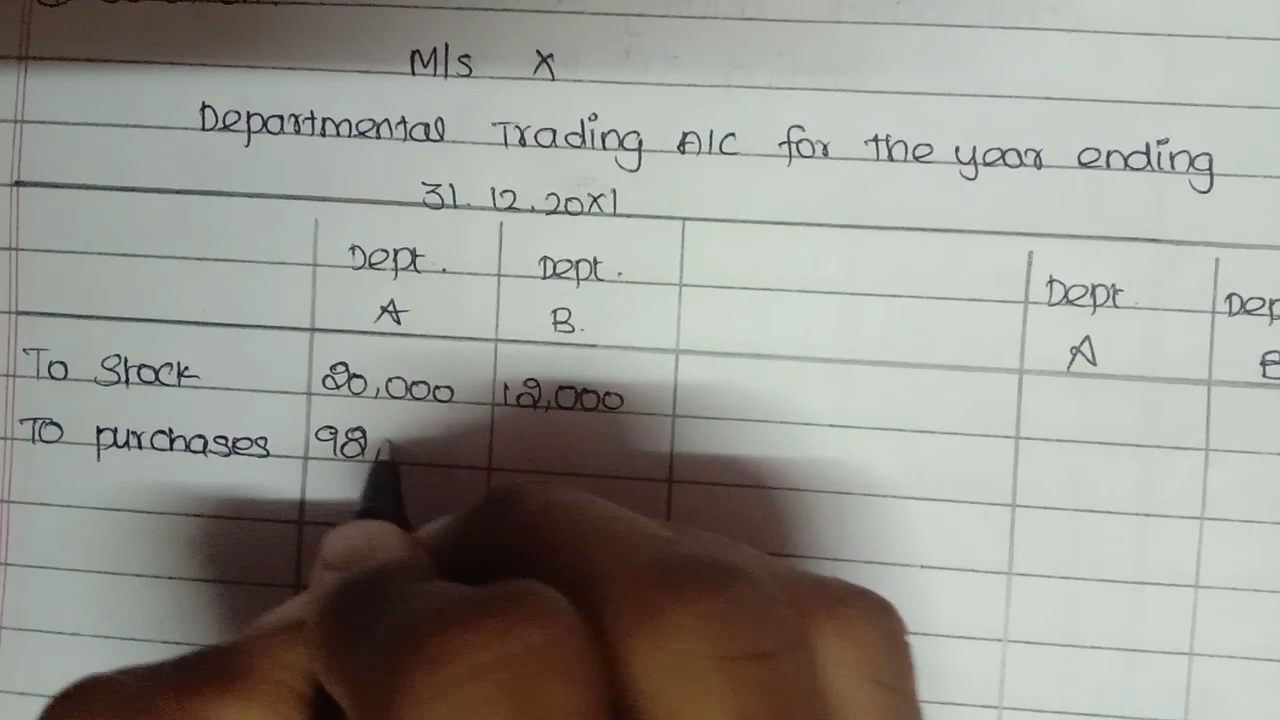 M/s X
Departmental Trading A/C for the year ending
31.12.20X1
Dept. Dept. Dept.
A B. A
To Stock 20,000 12,000
TO purchases